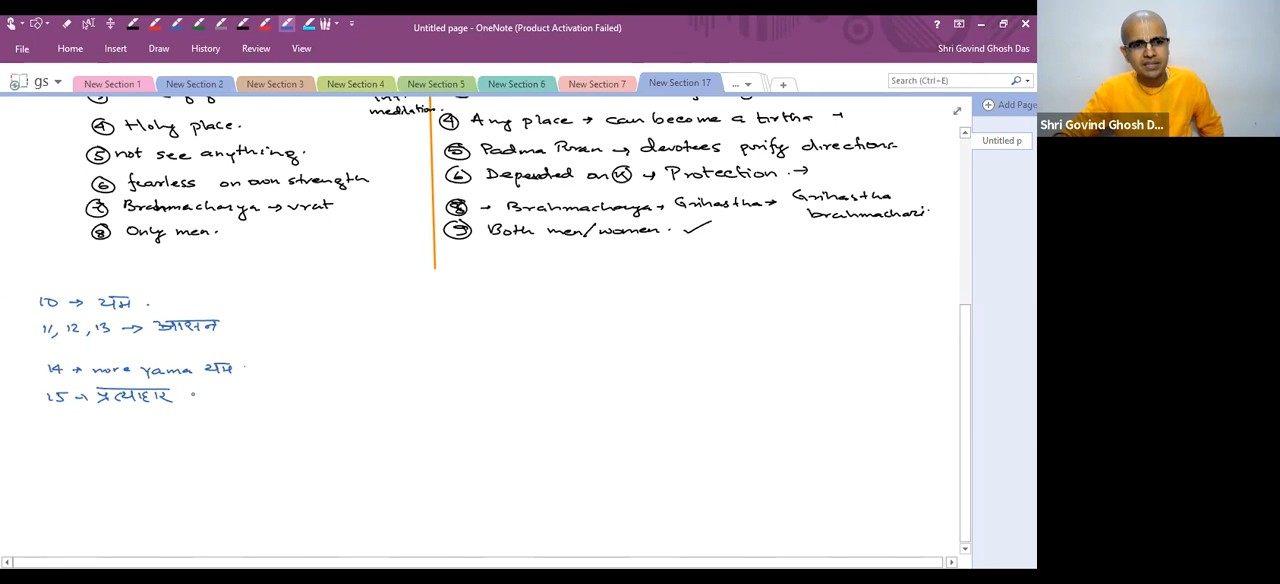 Untitled page - OneNote (Product Activation Failed)
File Home Insert Draw History Review View
Shri Govind Ghosh Das
gs New Section 1 New Section 2 New Section 3 New Section 4 New Section 5 New Section 6 New Section 7 New Section 17 ... Search (Ctrl+E)
Add Page
Untitled p
Shri Govind Ghosh D...
meditation.
④ Holy place.
⑤ not see anything.
⑥ fearless on own strength
⑦ Brahmacharya → vrat
⑧ Only men.
④ Any place → can become a tirtha →
⑤ Padma Puran → devotees purify directions
⑥ Depended on Ⓚ → Protection. →
⑧ → Brahmacharya → Grihastha → Grihastha
brahmachari.
⑨ Both men/women. ✓
10 → यम .
11, 12, 13 → आसन
14 → more yama यम .
15 → प्रत्याहार